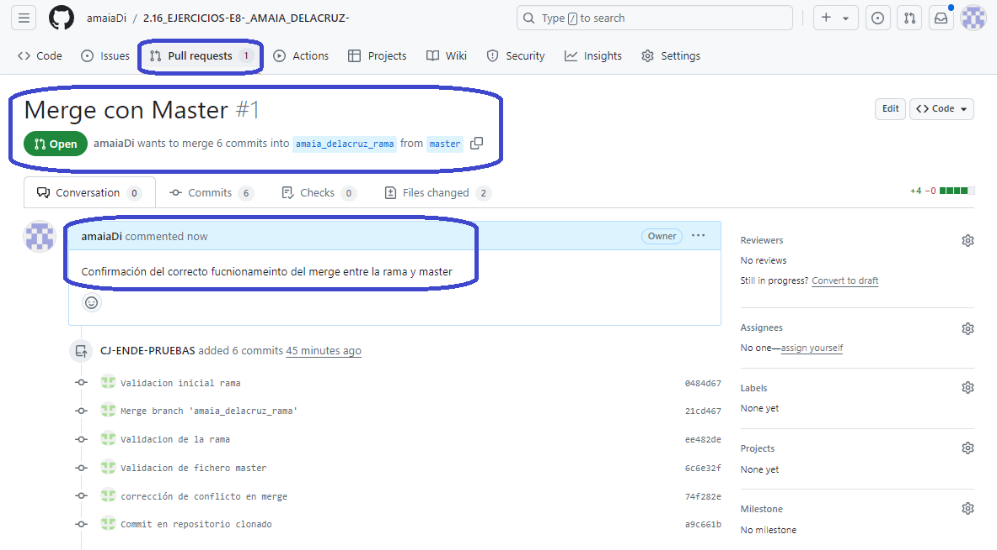 amaiaDi / 2.16_EJERCICIOS-E8-_AMAIA_DELACRUZ-
Type / to search
Code
Issues
Pull requests 1
Actions
Projects
Wiki
Security
Insights
Settings
Merge con Master #1
Edit
Code
Open
amaiaDi wants to merge 6 commits into amaia_delacruz_rama from master
Conversation 0
Commits 6
Checks 0
Files changed 2
+4 −0
amaiaDi commented now
Owner
Confirmación del correcto fucnionameinto del merge entre la rama y master
CJ-ENDE-PRUEBAS added 6 commits 45 minutes ago
Validacion inicial rama 0484d67
Merge branch 'amaia_delacruz_rama' 21cd467
Validacion de la rama ee482de
Validacion de fichero master 6c6e32f
corrección de conflicto en merge 74f282e
Commit en repositorio clonado a9c661b
Reviewers
No reviews
Still in progress? Convert to draft
Assignees
No one—assign yourself
Labels
None yet
Projects
None yet
Milestone
No milestone